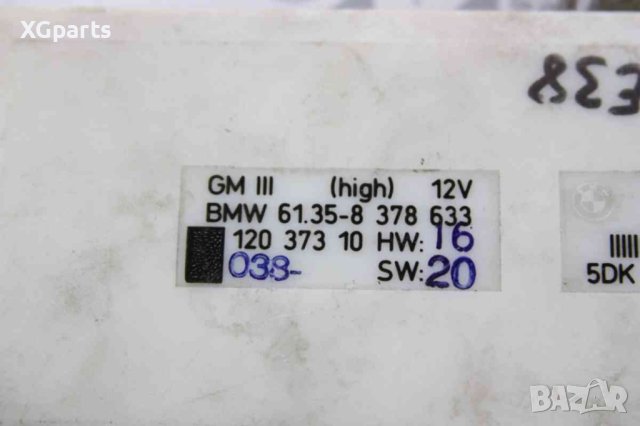 XGparts
E38
GM III (high) 12V
BMW 61.35-8 378 633
120 373 10 HW: 16
038- SW: 20
5DK
BAZAR